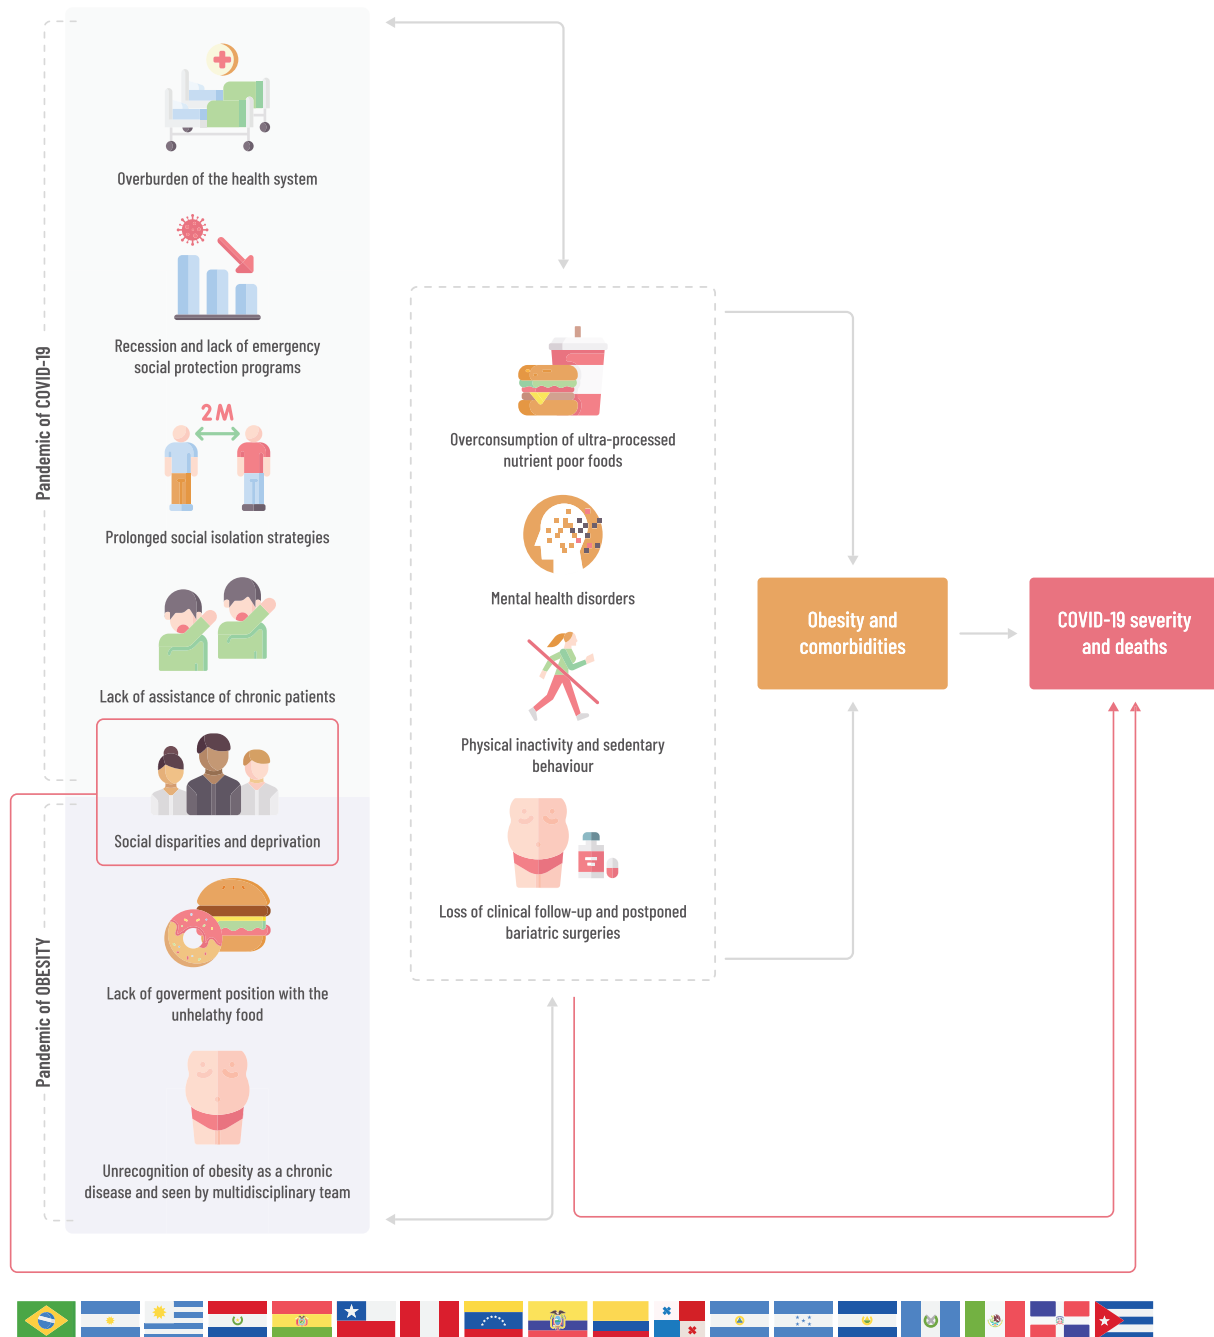 Pandemic of COVID-19
Overburden of the health system
Recession and lack of emergency
social protection programs
2 M
Prolonged social isolation strategies
Lack of assistance of chronic patients
Social disparities and deprivation
Pandemic of OBESITY
Lack of goverment position with the
unhelathy food
Unrecognition of obesity as a chronic
disease and seen by multidisciplinary team
Overconsumption of ultra-processed
nutrient poor foods
Mental health disorders
Physical inactivity and sedentary
behaviour
Loss of clinical follow-up and postponed
bariatric surgeries
Obesity and
comorbidities
COVID-19 severity
and deaths